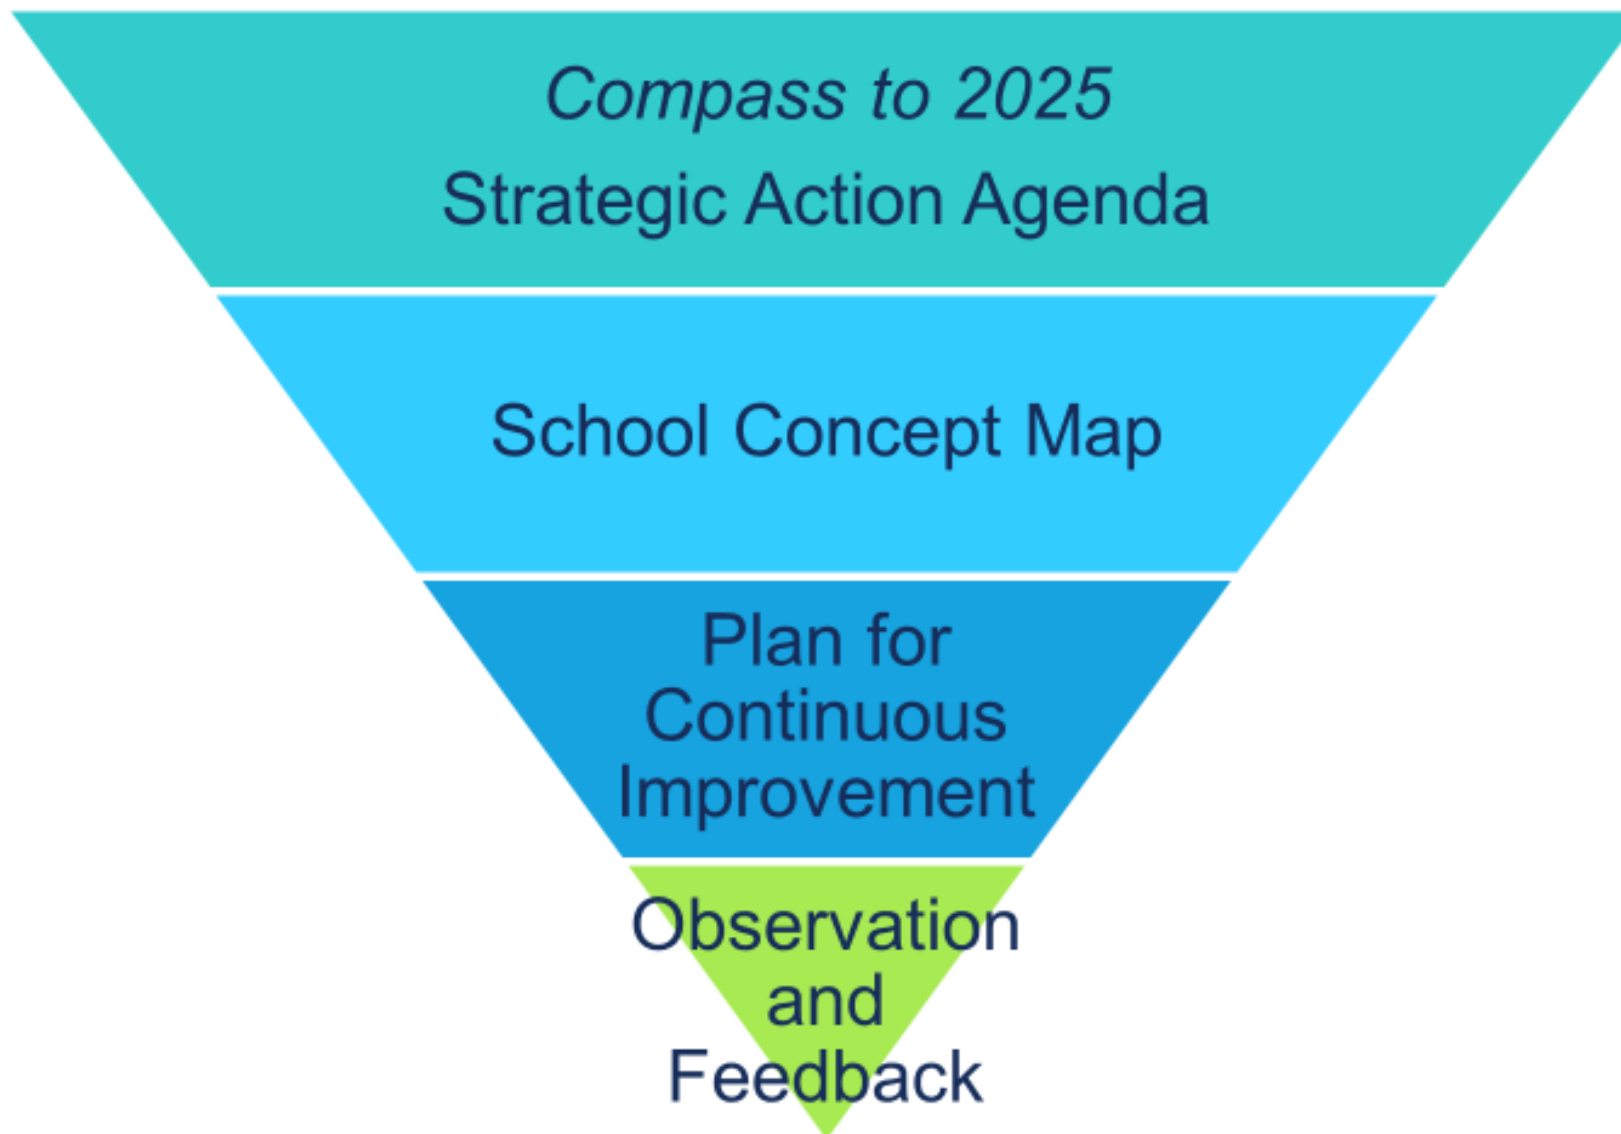 Compass to 2025
Strategic Action Agenda
School Concept Map
Plan for
Continuous
Improvement
Observation
and
Feedback